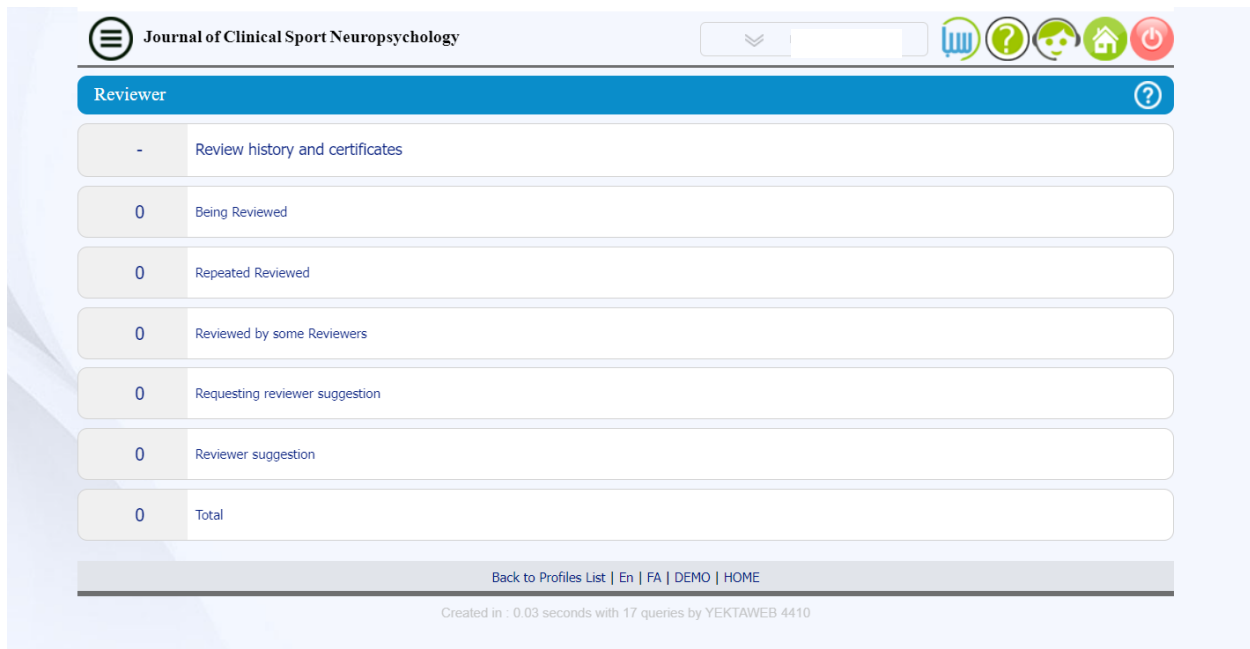 Journal of Clinical Sport Neuropsychology
سیبا
Reviewer
- Review history and certificates
0 Being Reviewed
0 Repeated Reviewed
0 Reviewed by some Reviewers
0 Requesting reviewer suggestion
0 Reviewer suggestion
0 Total
Back to Profiles List | En | FA | DEMO | HOME
Created in : 0.03 seconds with 17 queries by YEKTAWEB 4410